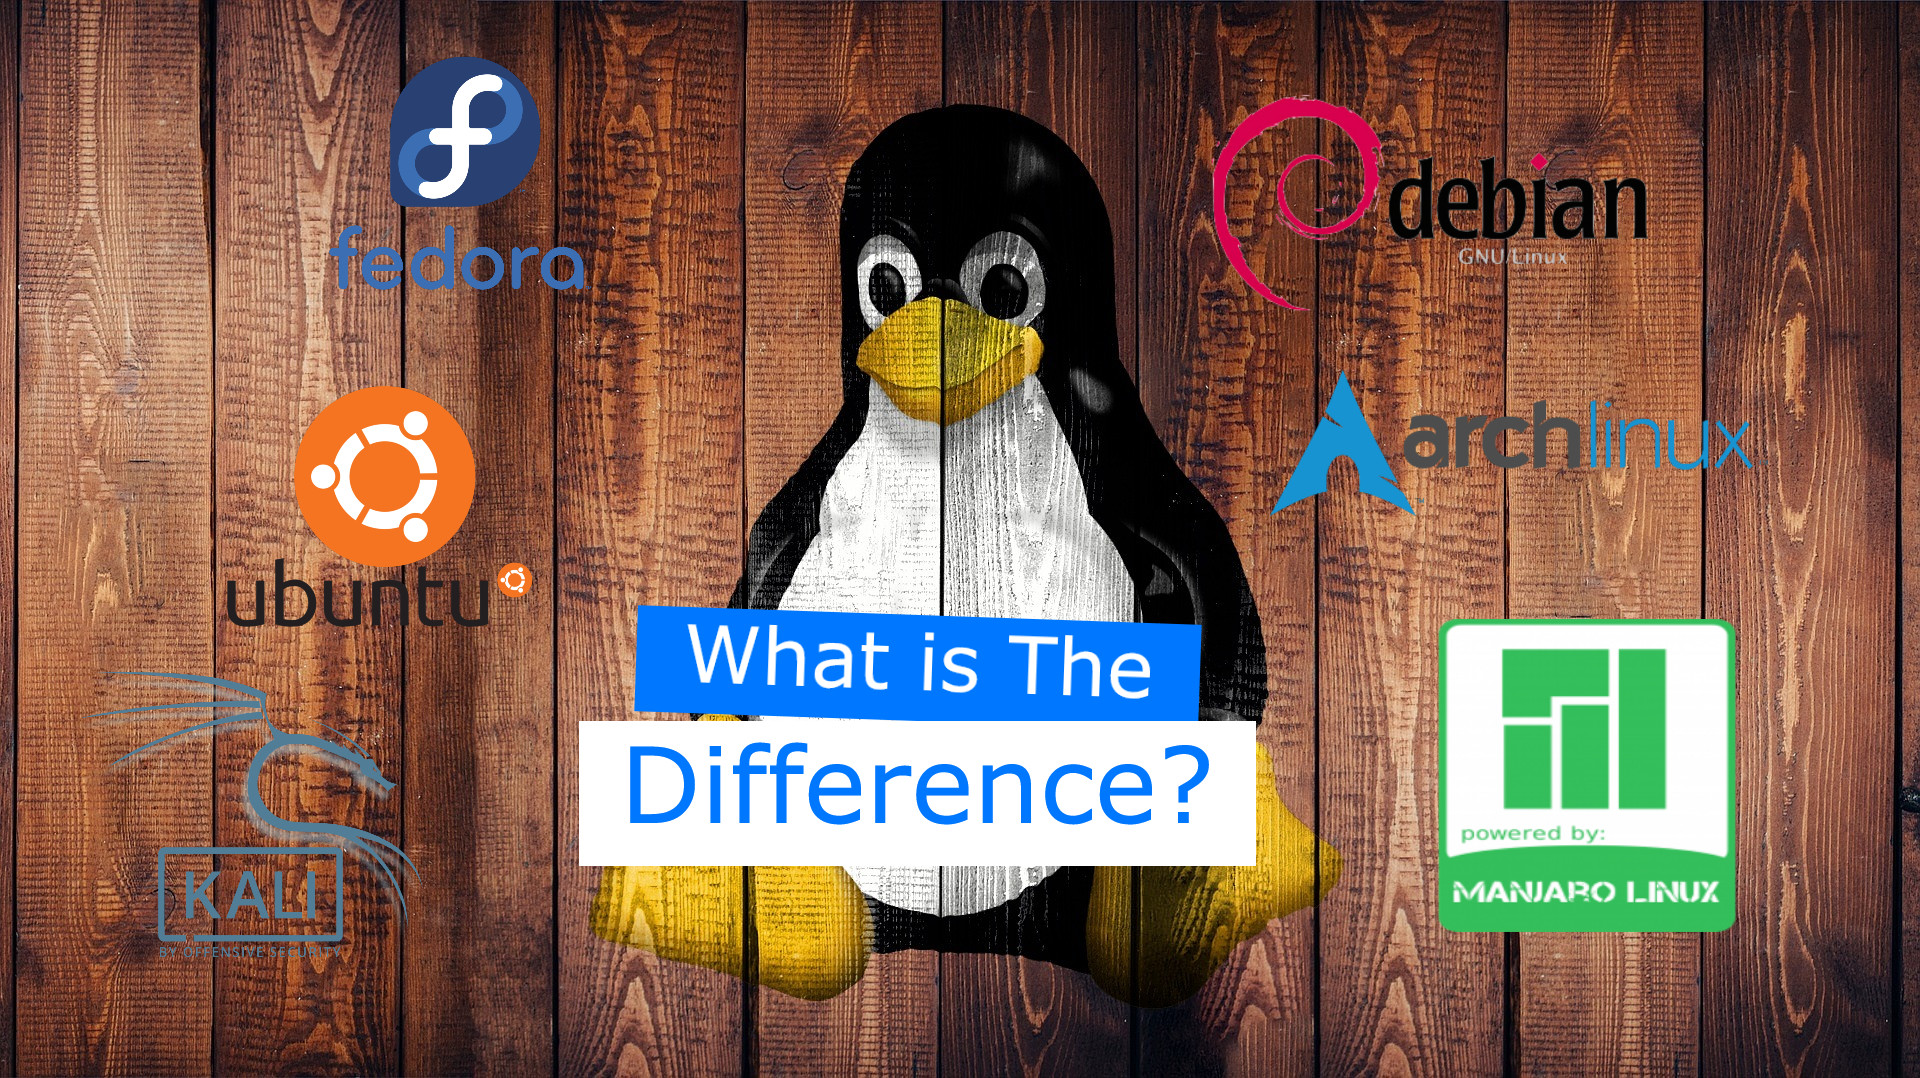 fedora
debian
GNU/Linux
archlinux
ubuntu
What is The
Difference?
KALI
BY OFFENSIVE SECURITY
powered by:
MANJARO LINUX